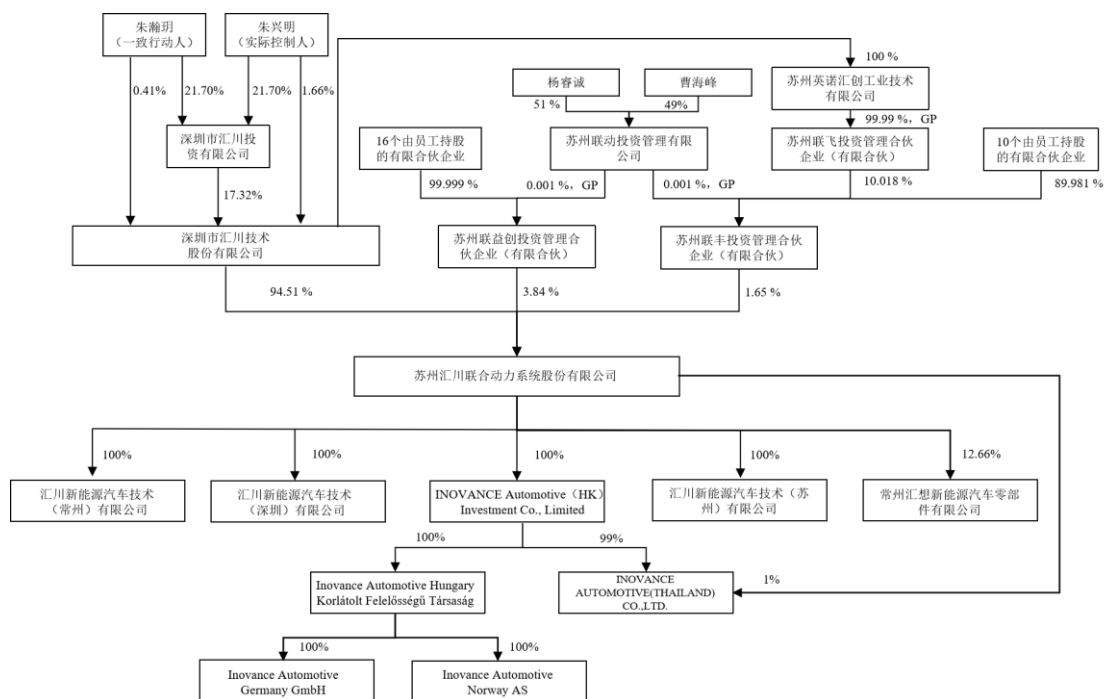 朱瀚玥
（一致行动人）
朱兴明
（实际控制人）
0.41%
21.70%
21.70%
1.66%
深圳市汇川投
资有限公司
17.32%
深圳市汇川技术
股份有限公司
16个由员工持股
的有限合伙企业
99.999 %
杨睿诚
曹海峰
51 %
49%
苏州联动投资管理有限
公司
0.001 %，GP
0.001 %，GP
100 %
苏州英诺汇创工业技术
有限公司
99.99 %，GP
苏州联飞投资管理合伙
企业（有限合伙）
10.018 %
10个由员工持股
的有限合伙企业
89.981 %
苏州联益创投资管理合
伙企业（有限合伙）
苏州联丰投资管理合伙
企业（有限合伙）
94.51 %
3.84 %
1.65 %
苏州汇川联合动力系统股份有限公司
100%
100%
100%
100%
12.66%
汇川新能源汽车技术
（常州）有限公司
汇川新能源汽车技术
（深圳）有限公司
INOVANCE Automotive（HK）
Investment Co., Limited
汇川新能源汽车技术（苏
州）有限公司
常州汇想新能源汽车零部
件有限公司
100%
99%
1%
Inovance Automotive Hungary
Korlátolt Felelősségű Társaság
INOVANCE
AUTOMOTIVE(THAILAND)
CO.,LTD.
100%
100%
Inovance Automotive
Germany GmbH
Inovance Automotive
Norway AS